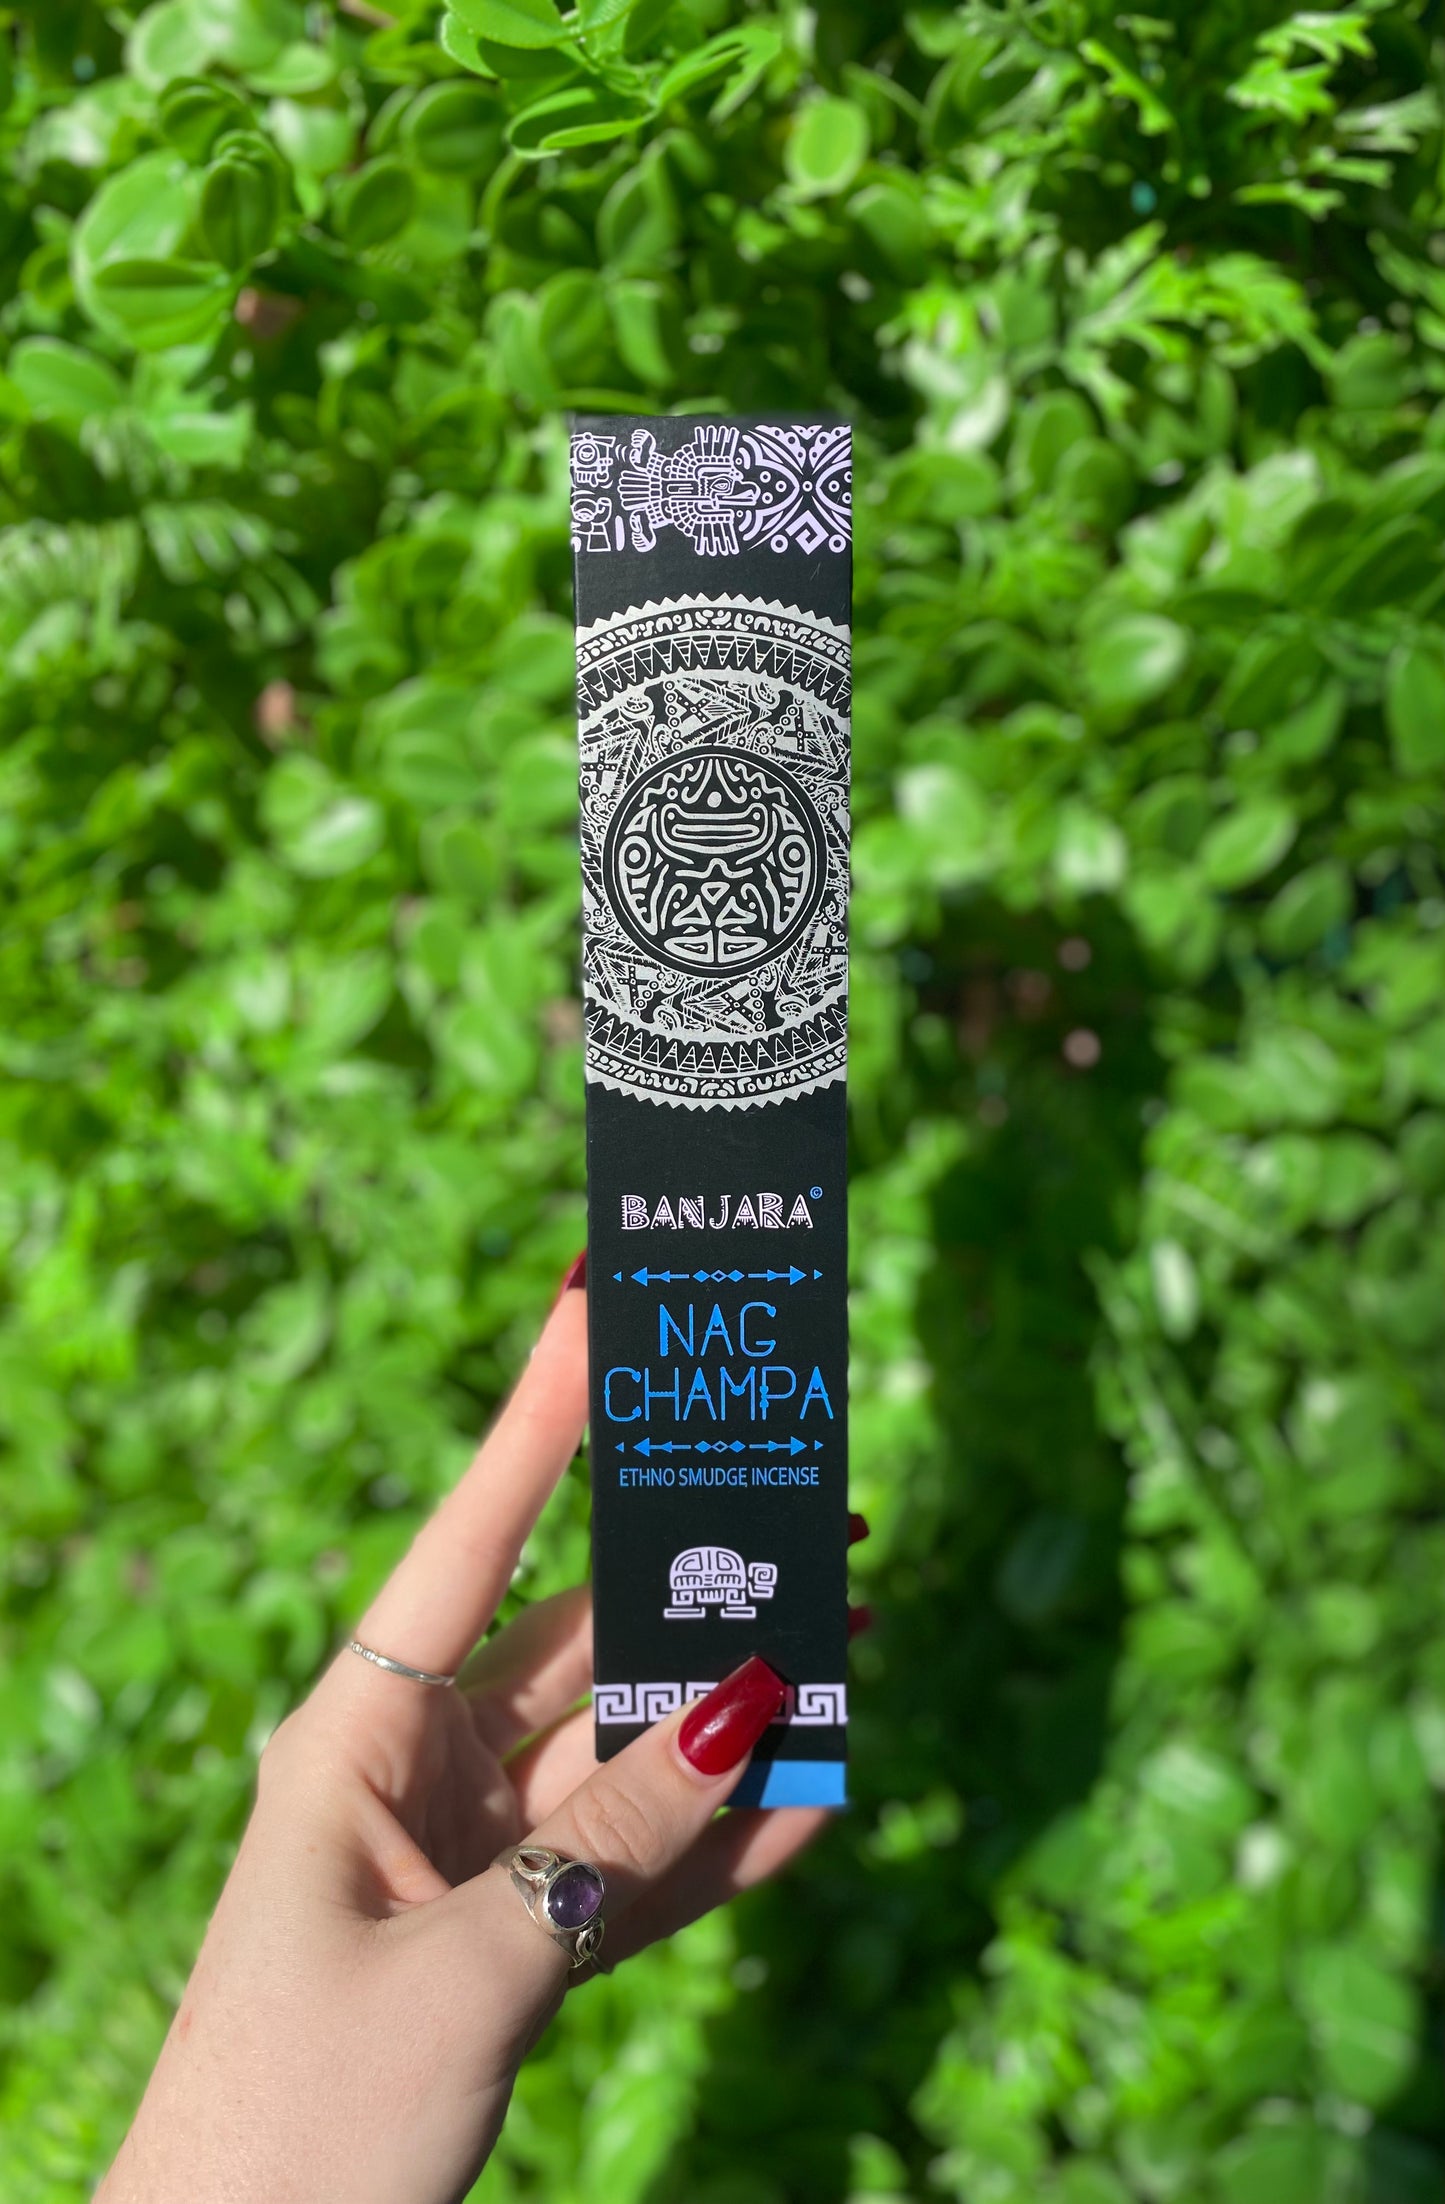 BANJARA©
NAG
CHAMPA
ETHNO SMUDGE INCENSE